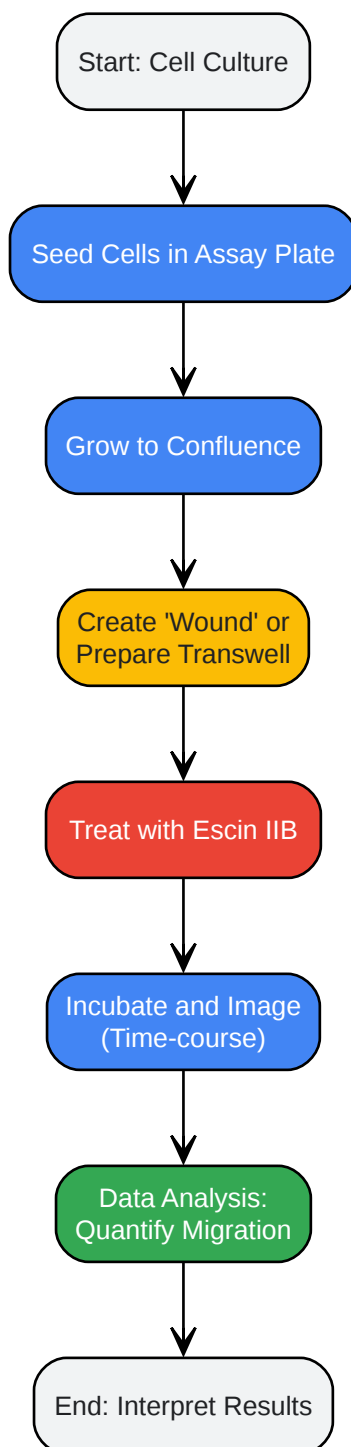 Start: Cell Culture
Seed Cells in Assay Plate
Grow to Confluence
Create 'Wound' or
Prepare Transwell
Treat with Escin IIB
Incubate and Image
(Time-course)
Data Analysis:
Quantify Migration
End: Interpret Results